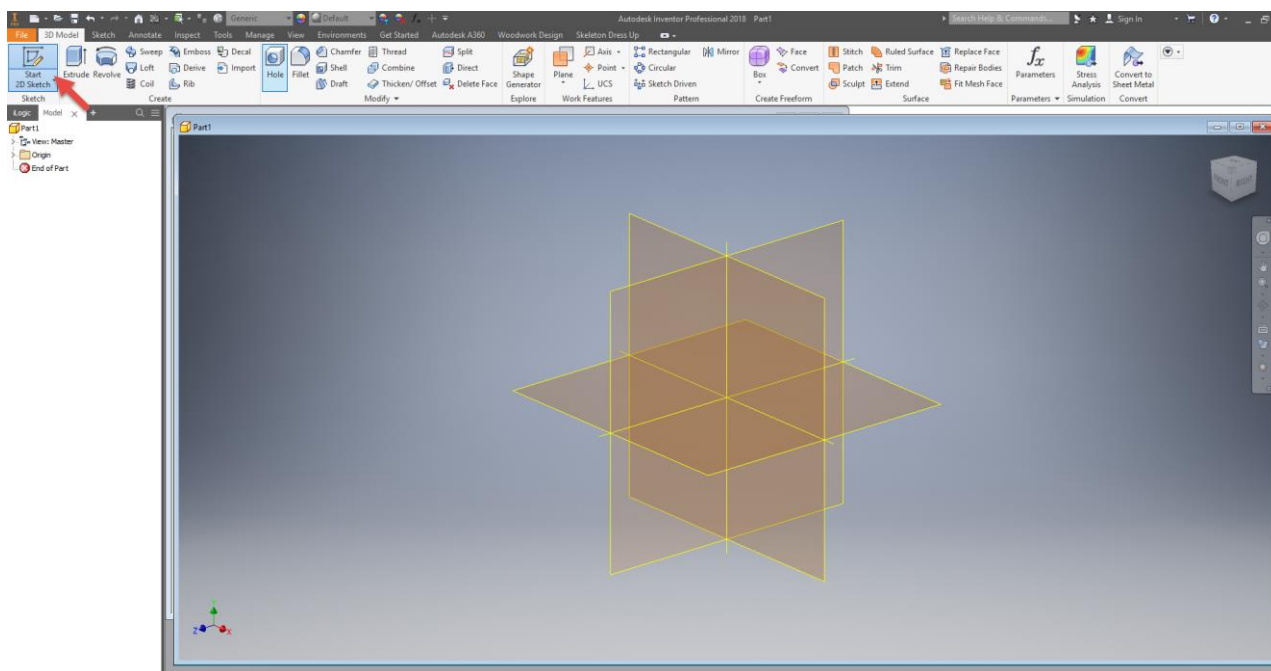 Generic Default Autodesk Inventor Professional 2018 Part1 Search Help & Commands... Sign In
File 3D Model Sketch Annotate Inspect Tools Manage View Environments Get Started Autodesk A360 Woodwork Design Skeleton Dress Up
Sweep Emboss Decal Chamfer Thread Split Axis Rectangular Mirror Face Stitch Ruled Surface Replace Face
Start 2D Sketch Extrude Revolve Loft Derive Import Hole Fillet Shell Combine Direct Shape Generator Plane Point Circular Box Convert Patch Trim Repair Bodies Parameters Stress Analysis Convert to Sheet Metal
Coil Rib Draft Thicken/ Offset Delete Face UCS Sketch Driven Sculpt Extend Fit Mesh Face
Sketch Create Modify Explore Work Features Pattern Create Freeform Surface Parameters Simulation Convert
Logic Model
Part1
View: Master
Origin
End of Part
Part1
FRONT RIGHT
Y
Z X